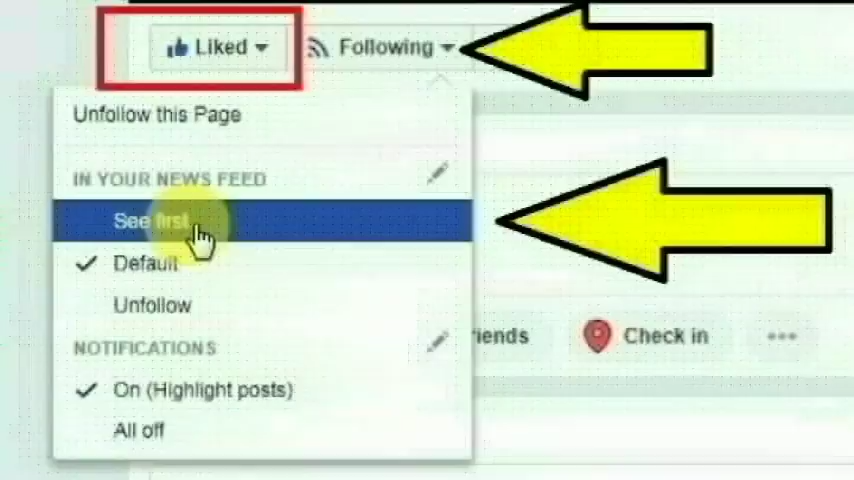 Liked Following
Unfollow this Page
IN YOUR NEWS FEED
See first
Default
Unfollow
NOTIFICATIONS
riends Check in
On (Highlight posts)
All off